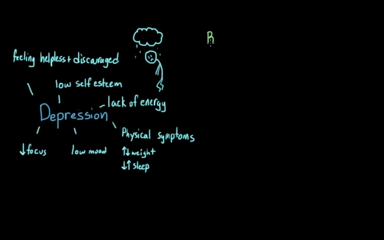 R
feeling helpless + discouraged
low self esteem
lack of energy
Depression
Physical symptoms
↓ focus
low mood
↑↓ weight
↓↑ sleep